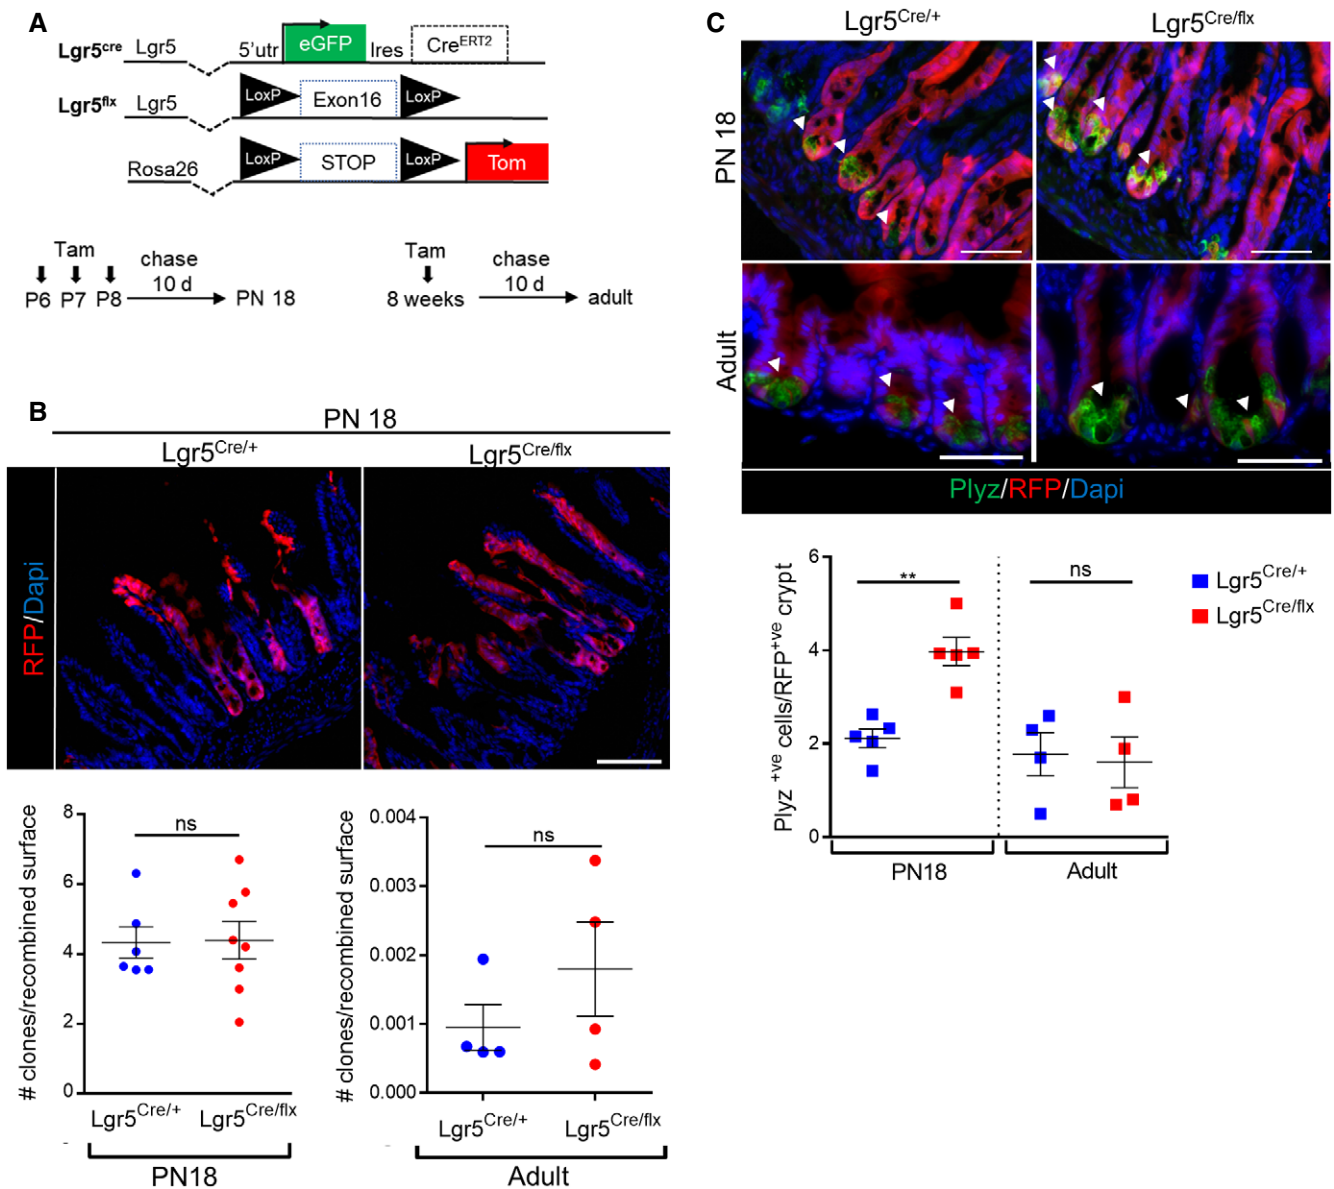 A
Lgr5cre Lgr5 5'utr eGFP Ires CreERT2
Lgr5flx Lgr5 LoxP Exon16 LoxP
Rosa26 LoxP STOP LoxP Tom
Tam
P6 P7 P8 chase 10 d PN 18
Tam
8 weeks chase 10 d adult
B
PN 18
Lgr5Cre/+ Lgr5Cre/flx
RFP/Dapi
# clones/recombined surface
8
6
4
2
0
ns
Lgr5Cre/+ Lgr5Cre/flx
PN18
# clones/recombined surface
0.004
0.003
0.002
0.001
0.000
ns
Lgr5Cre/+ Lgr5Cre/flx
Adult
C
Lgr5Cre/+ Lgr5Cre/flx
PN 18
Adult
Plyz/RFP/Dapi
Plyz +ve cells/RFP+ve crypt
6
4
2
0
** ns
Lgr5Cre/+
Lgr5Cre/flx
PN18 Adult